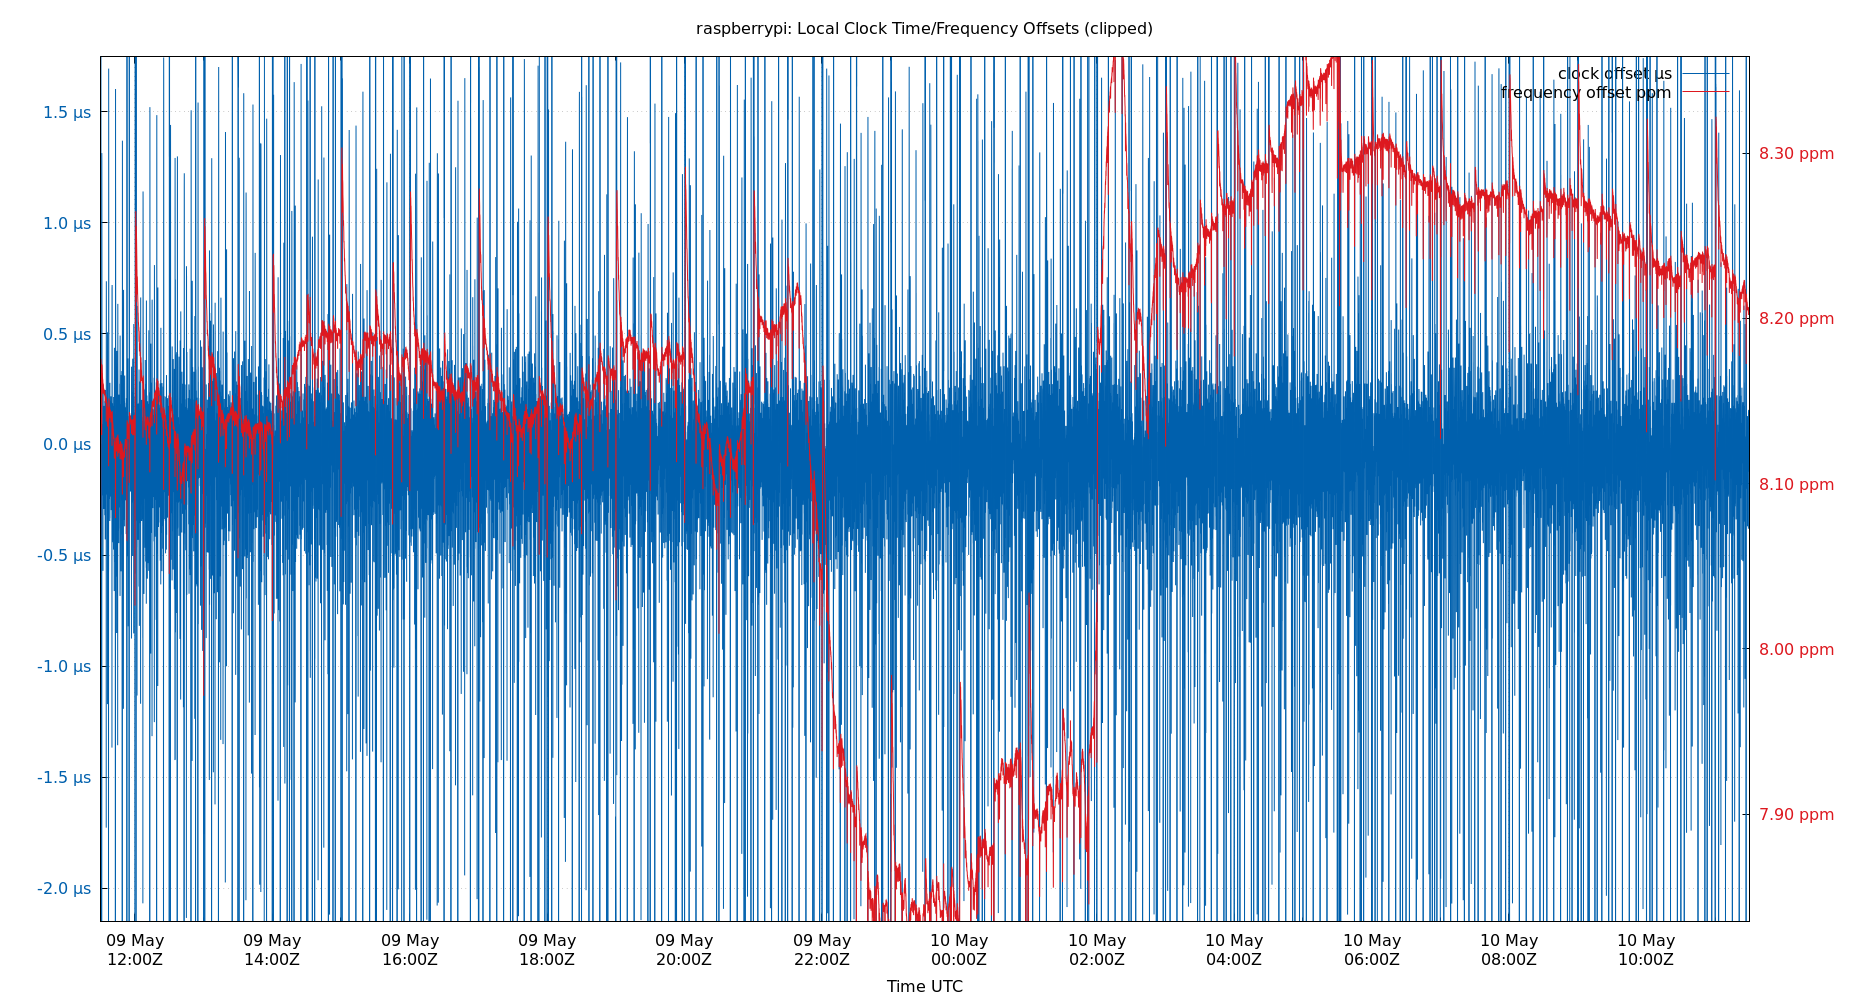 raspberrypi: Local Clock Time/Frequency Offsets (clipped)
clock offset µs
frequency offset ppm
1.5 µs
1.0 µs
0.5 µs
0.0 µs
-0.5 µs
-1.0 µs
-1.5 µs
-2.0 µs
8.30 ppm
8.20 ppm
8.10 ppm
8.00 ppm
7.90 ppm
09 May
12:00Z
09 May
14:00Z
09 May
16:00Z
09 May
18:00Z
09 May
20:00Z
09 May
22:00Z
10 May
00:00Z
10 May
02:00Z
10 May
04:00Z
10 May
06:00Z
10 May
08:00Z
10 May
10:00Z
Time UTC